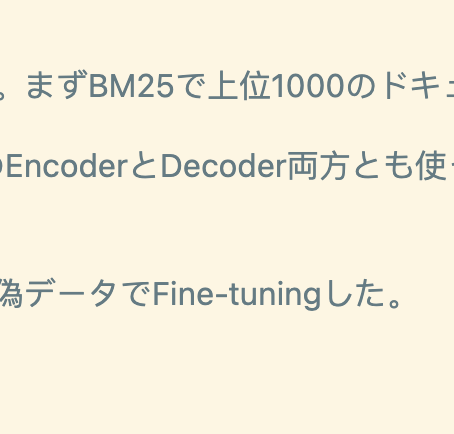 。まずBM25で上位1000のドキュ
EncoderとDecoder両方とも使
偽データでFine-tuningした。